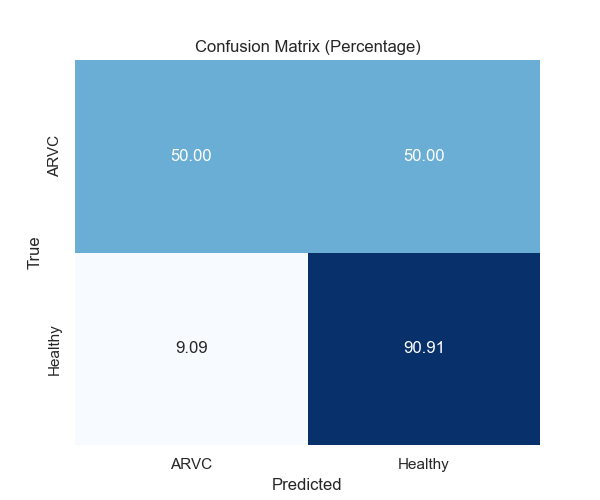 Confusion Matrix (Percentage)
ARVC
50.00 50.00
True
Healthy
9.09 90.91
ARVC Healthy
Predicted